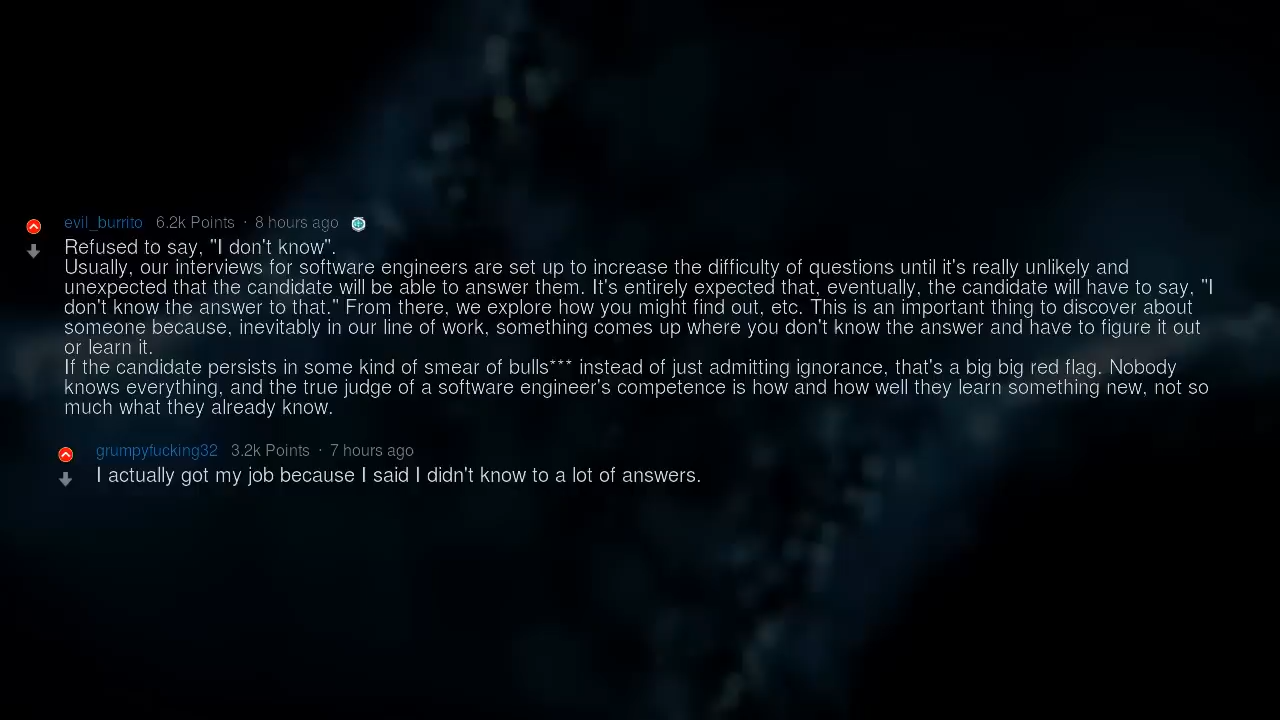 evil_burrito 6.2k Points · 8 hours ago
Refused to say, "I don't know".
Usually, our interviews for software engineers are set up to increase the difficulty of questions until it's really unlikely and
unexpected that the candidate will be able to answer them. It's entirely expected that, eventually, the candidate will have to say, "I
don't know the answer to that." From there, we explore how you might find out, etc. This is an important thing to discover about
someone because, inevitably in our line of work, something comes up where you don't know the answer and have to figure it out
or learn it.
If the candidate persists in some kind of smear of bulls*** instead of just admitting ignorance, that's a big big red flag. Nobody
knows everything, and the true judge of a software engineer's competence is how and how well they learn something new, not so
much what they already know.
grumpyfucking32 3.2k Points · 7 hours ago
I actually got my job because I said I didn't know to a lot of answers.